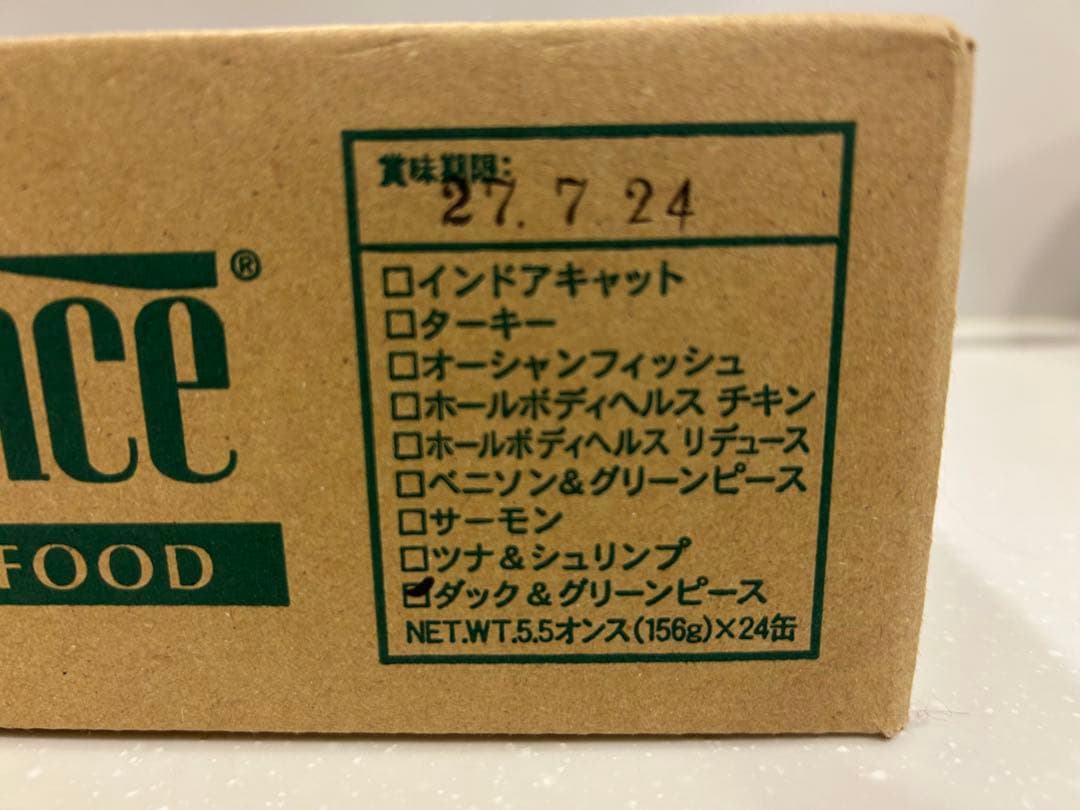 nce®
FOOD
賞味期限:
27. 7 24
□インドアキャット
□ターキー
□オーシャンフィッシュ
□ホールボディヘルス チキン
□ホールボディヘルス リデュース
□ベニソン&グリーンピース
□サーモン
□ツナ&シュリンプ
☑ダック&グリーンピース
NET.WT.5.5オンス(156g)×24缶